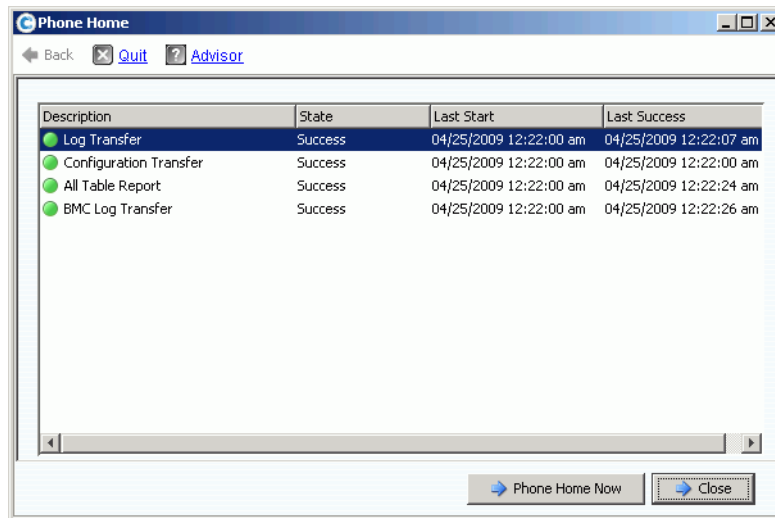 Phone Home
Back Quit Advisor
Description State Last Start Last Success
Log Transfer Success 04/25/2009 12:22:00 am 04/25/2009 12:22:07 am
Configuration Transfer Success 04/25/2009 12:22:00 am 04/25/2009 12:22:00 am
All Table Report Success 04/25/2009 12:22:00 am 04/25/2009 12:22:24 am
BMC Log Transfer Success 04/25/2009 12:22:00 am 04/25/2009 12:22:26 am
Phone Home Now Close